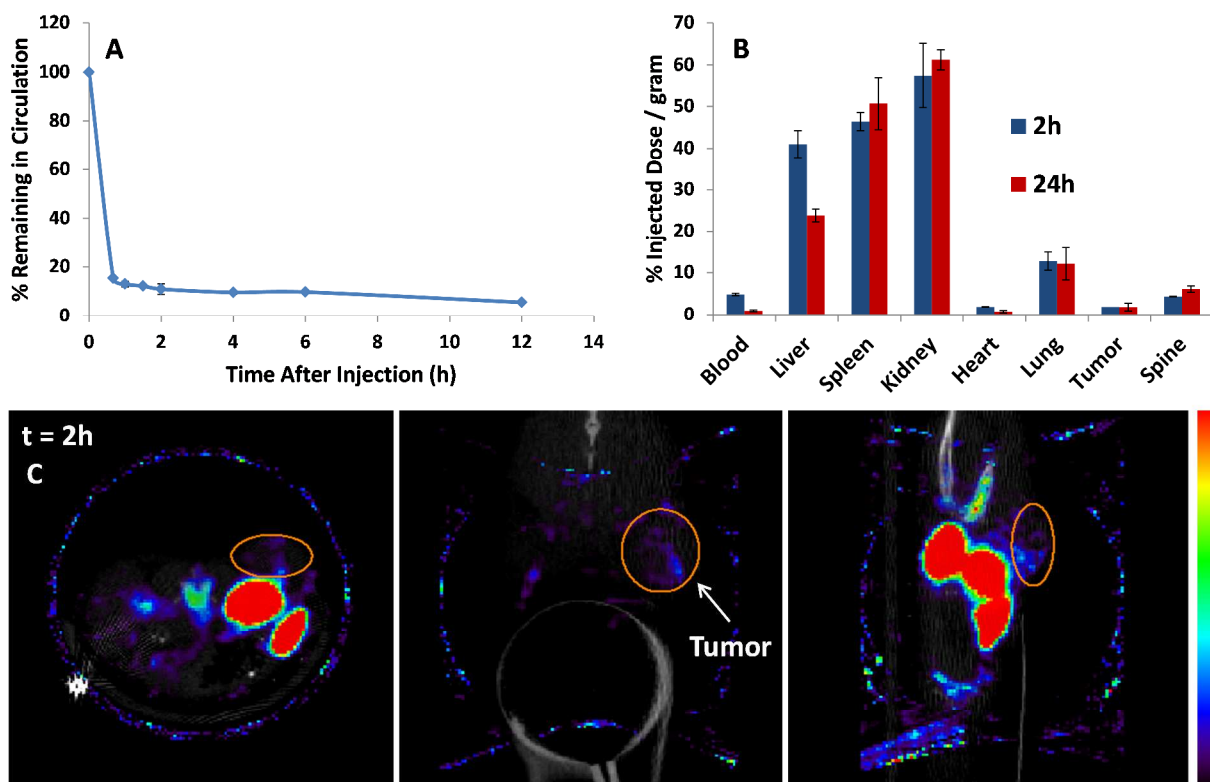 A
% Remaining in Circulation
120
100
80
60
40
20
0
0 2 4 6 8 10 12 14
Time After Injection (h)
B
% Injected Dose / gram
70
60
50
40
30
20
10
0
2h
24h
Blood Liver Spleen Kidney Heart Lung Tumor Spine
t = 2h
C
Tumor